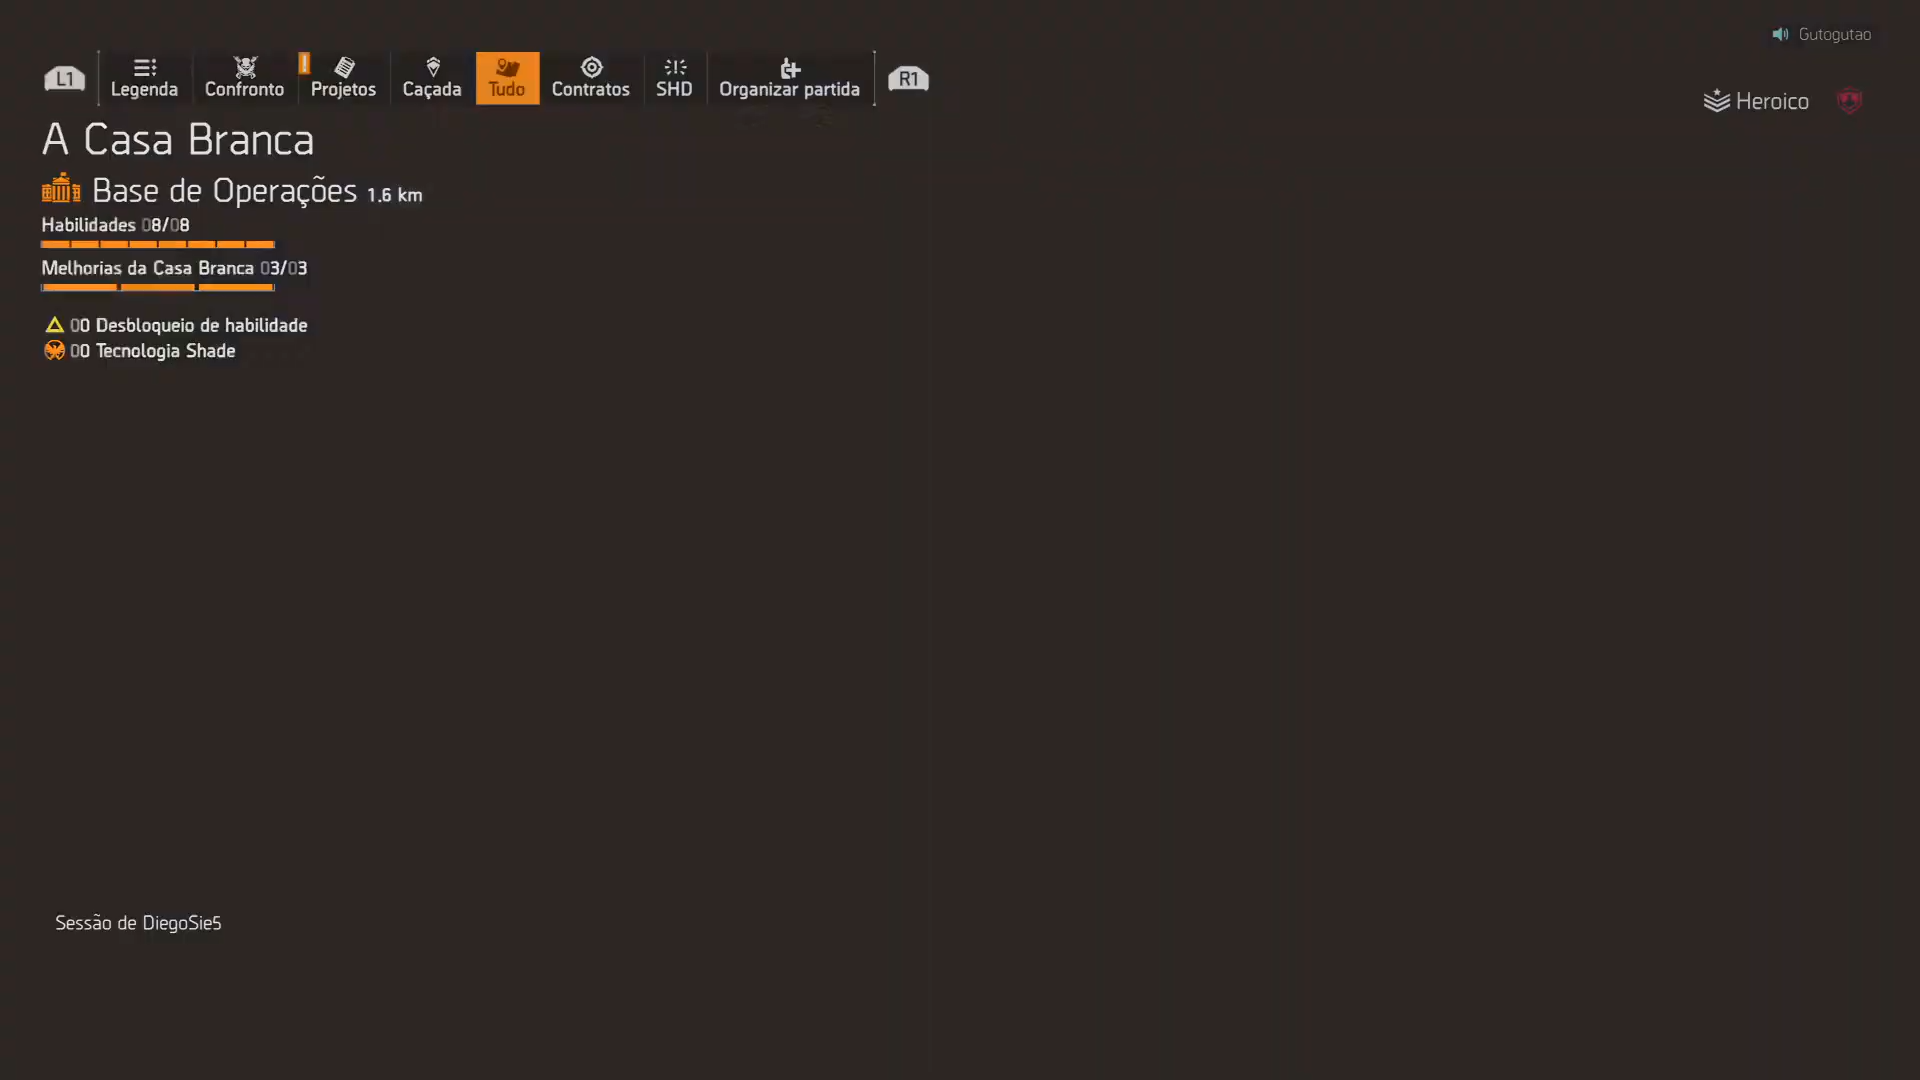 Gutogutao
L1
Legenda
Confronto
Projetos
Caçada
Tudo
Contratos
SHD
Organizar partida
R1
Heroico
A Casa Branca
Base de Operações 1.6 km
Habilidades 08/08
Melhorias da Casa Branca 03/03
00 Desbloqueio de habilidade
00 Tecnologia Shade
Sessão de DiegoSie5